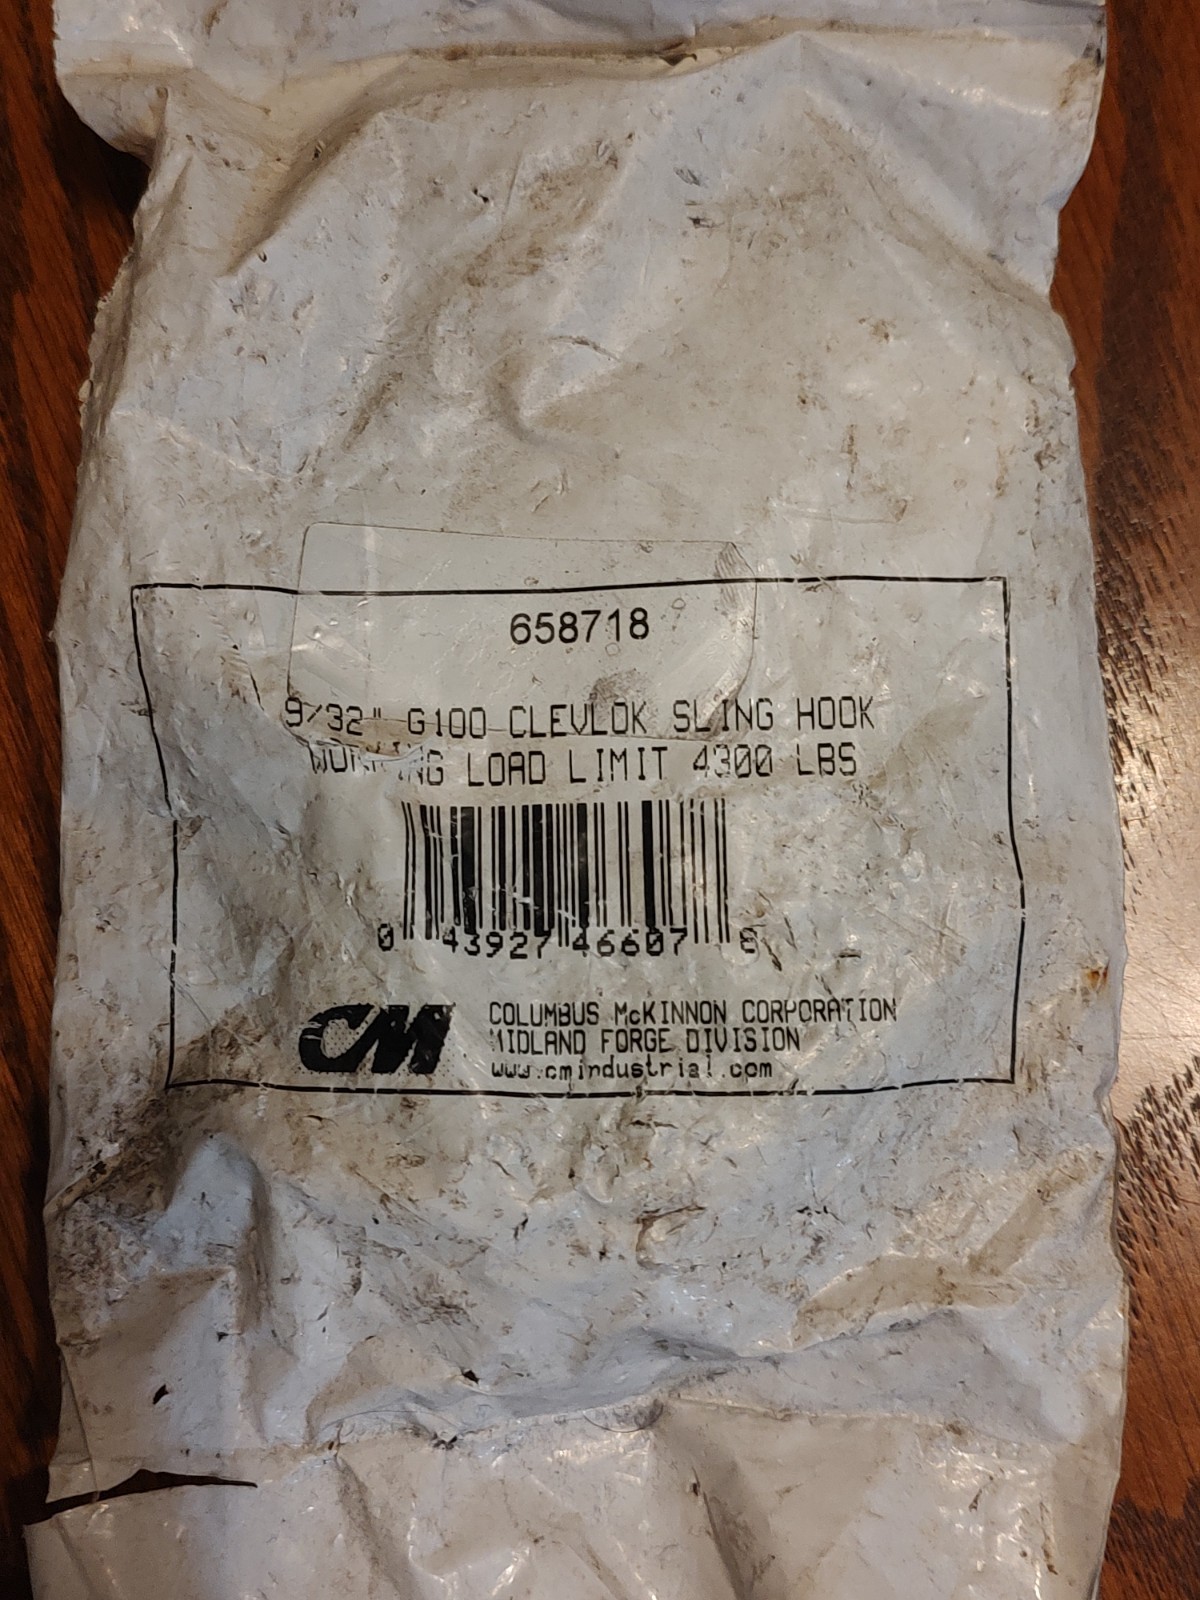 658718
9/32" G100 CLEVLOK SLING HOOK
WORKING LOAD LIMIT 4300 LBS
0 43927 46607 8
CM
COLUMBUS McKINNON CORPORATION
MIDLAND FORGE DIVISION
www.cmindustrial.com